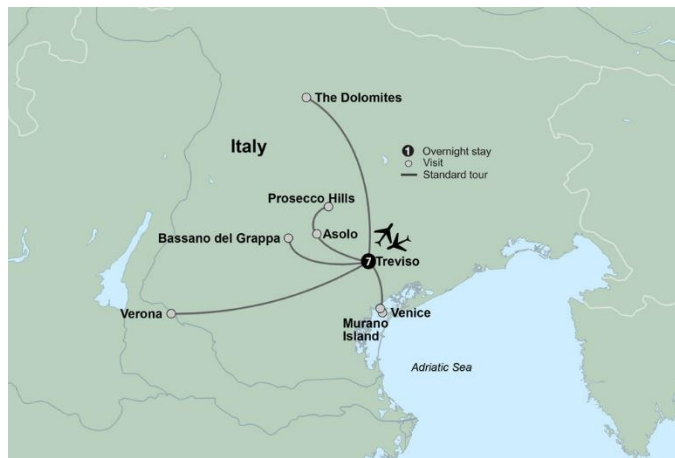 The Dolomites
Italy
1 Overnight stay
Visit
Standard tour
Prosecco Hills
Asolo
Bassano del Grappa
7 Treviso
Verona
Venice
Murano
Island
Adriatic Sea